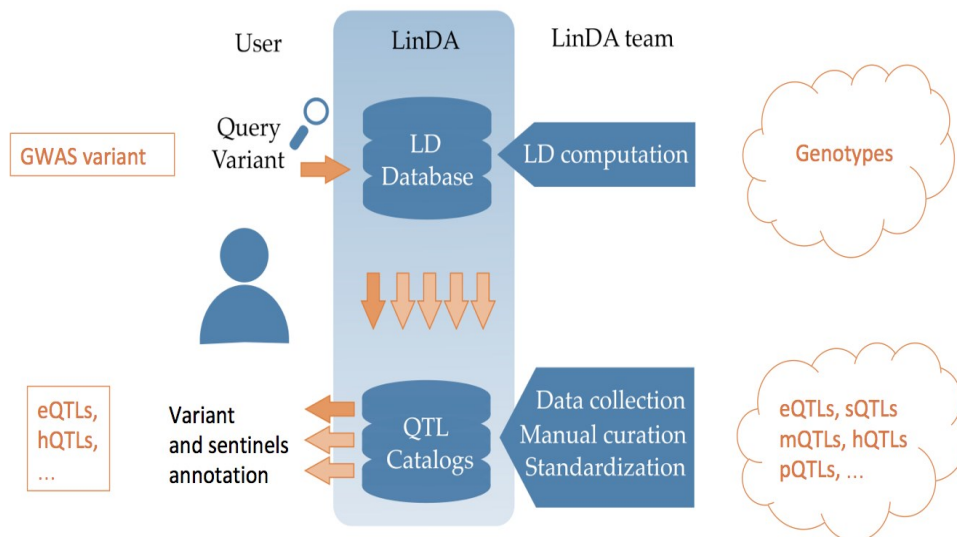 User
LinDA
LinDA team
GWAS variant
Query
Variant
LD
Database
LD computation
Genotypes
eQTLs,
hQTLs,
...
Variant
and sentinels
annotation
QTL
Catalogs
Data collection
Manual curation
Standardization
eQTLs, sQTLs
mQTLs, hQTLs
pQTLs, ...